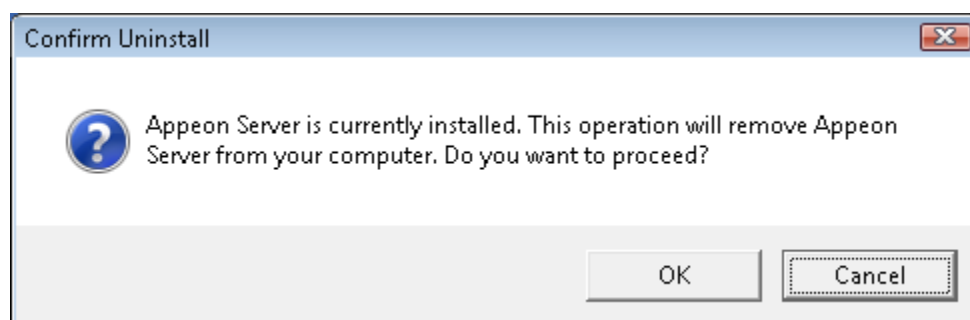 Confirm Uninstall
Appeon Server is currently installed. This operation will remove Appeon
Server from your computer. Do you want to proceed?
OK
Cancel